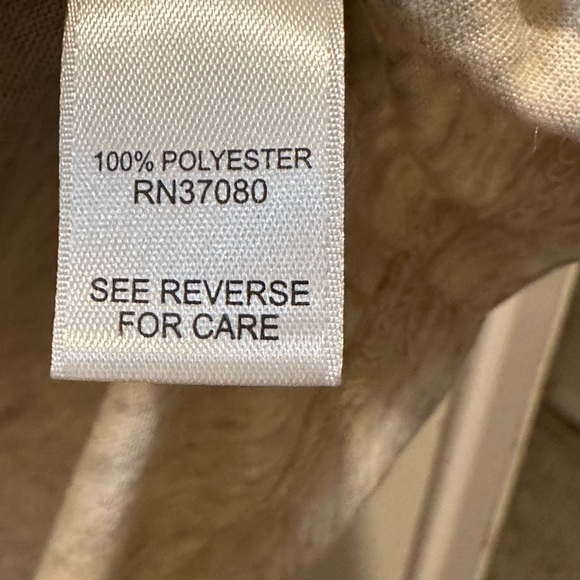 100% POLYESTER
RN37080
SEE REVERSE
FOR CARE